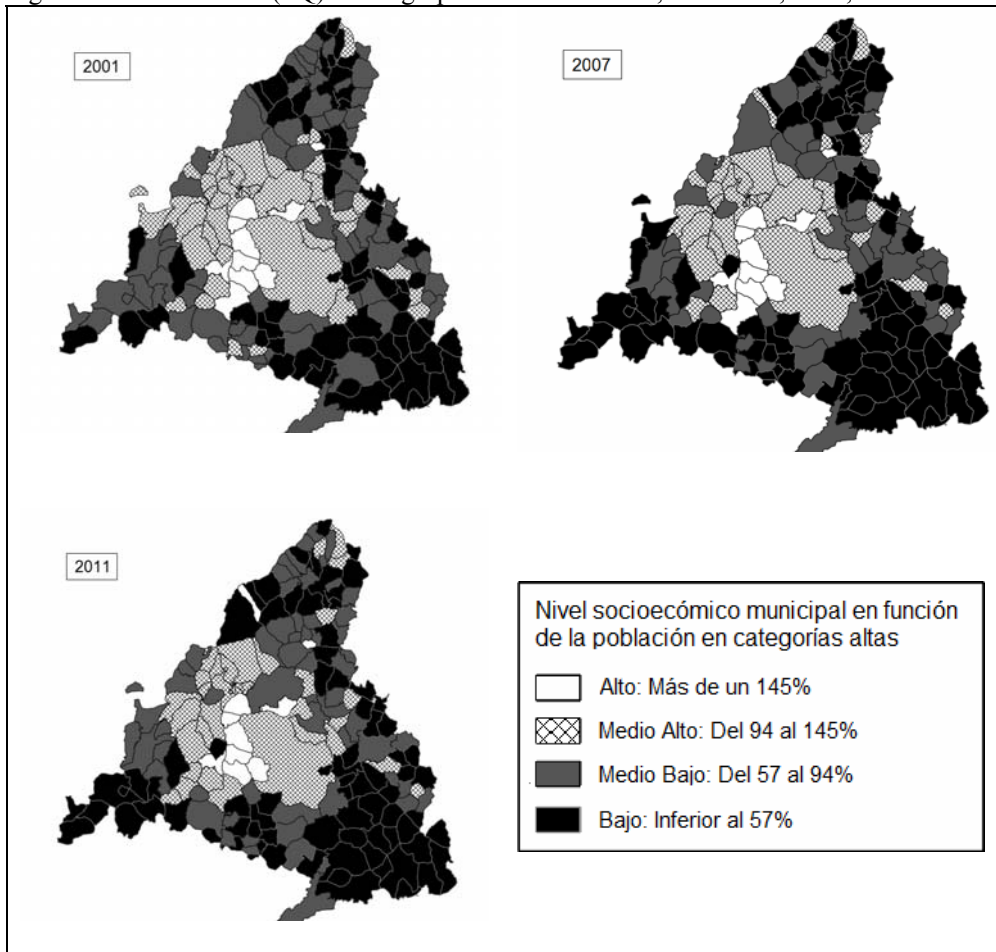 2001
2007
2011
Nivel socioecómico municipal en función
de la población en categorías altas
Alto: Más de un 145%
Medio Alto: Del 94 al 145%
Medio Bajo: Del 57 al 94%
Bajo: Inferior al 57%